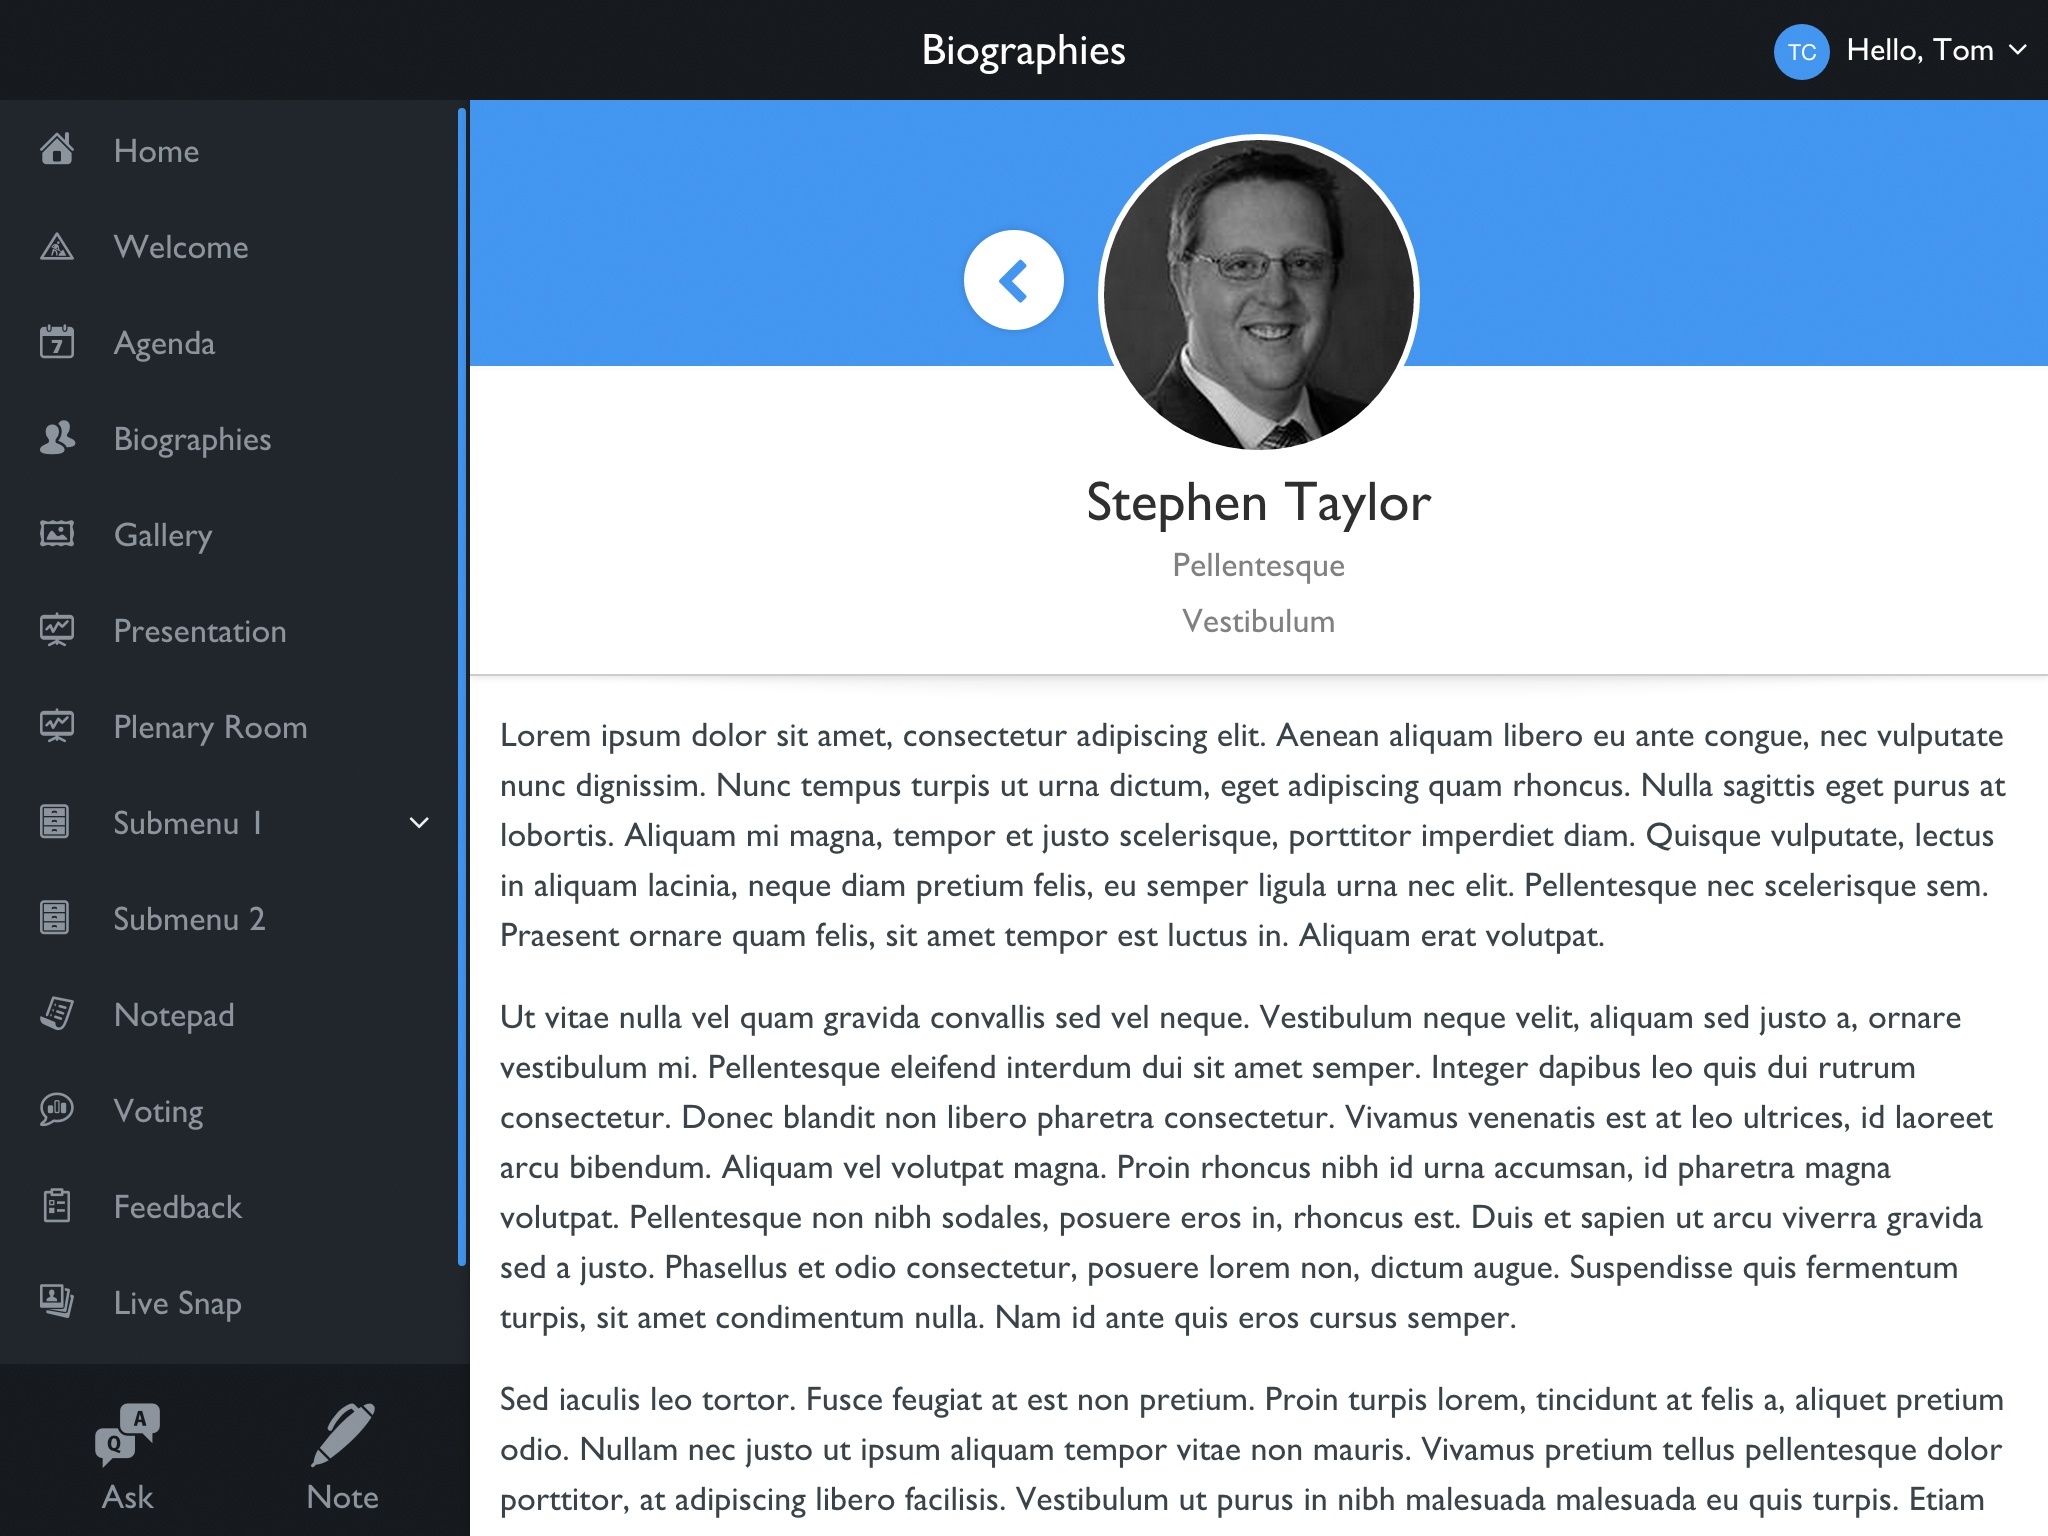 Biographies
TC Hello, Tom
Home
Welcome
7
Agenda
Biographies
Gallery
Presentation
Plenary Room
Submenu 1
Submenu 2
Notepad
Voting
Feedback
Live Snap
A
Q
Ask
Note
Stephen Taylor
Pellentesque
Vestibulum
Lorem ipsum dolor sit amet, consectetur adipiscing elit. Aenean aliquam libero eu ante congue, nec vulputate
nunc dignissim. Nunc tempus turpis ut urna dictum, eget adipiscing quam rhoncus. Nulla sagittis eget purus at
lobortis. Aliquam mi magna, tempor et justo scelerisque, porttitor imperdiet diam. Quisque vulputate, lectus
in aliquam lacinia, neque diam pretium felis, eu semper ligula urna nec elit. Pellentesque nec scelerisque sem.
Praesent ornare quam felis, sit amet tempor est luctus in. Aliquam erat volutpat.
Ut vitae nulla vel quam gravida convallis sed vel neque. Vestibulum neque velit, aliquam sed justo a, ornare
vestibulum mi. Pellentesque eleifend interdum dui sit amet semper. Integer dapibus leo quis dui rutrum
consectetur. Donec blandit non libero pharetra consectetur. Vivamus venenatis est at leo ultrices, id laoreet
arcu bibendum. Aliquam vel volutpat magna. Proin rhoncus nibh id urna accumsan, id pharetra magna
volutpat. Pellentesque non nibh sodales, posuere eros in, rhoncus est. Duis et sapien ut arcu viverra gravida
sed a justo. Phasellus et odio consectetur, posuere lorem non, dictum augue. Suspendisse quis fermentum
turpis, sit amet condimentum nulla. Nam id ante quis eros cursus semper.
Sed iaculis leo tortor. Fusce feugiat at est non pretium. Proin turpis lorem, tincidunt at felis a, aliquet pretium
odio. Nullam nec justo ut ipsum aliquam tempor vitae non mauris. Vivamus pretium tellus pellentesque dolor
porttitor, at adipiscing libero facilisis. Vestibulum ut purus in nibh malesuada malesuada eu quis turpis. Etiam